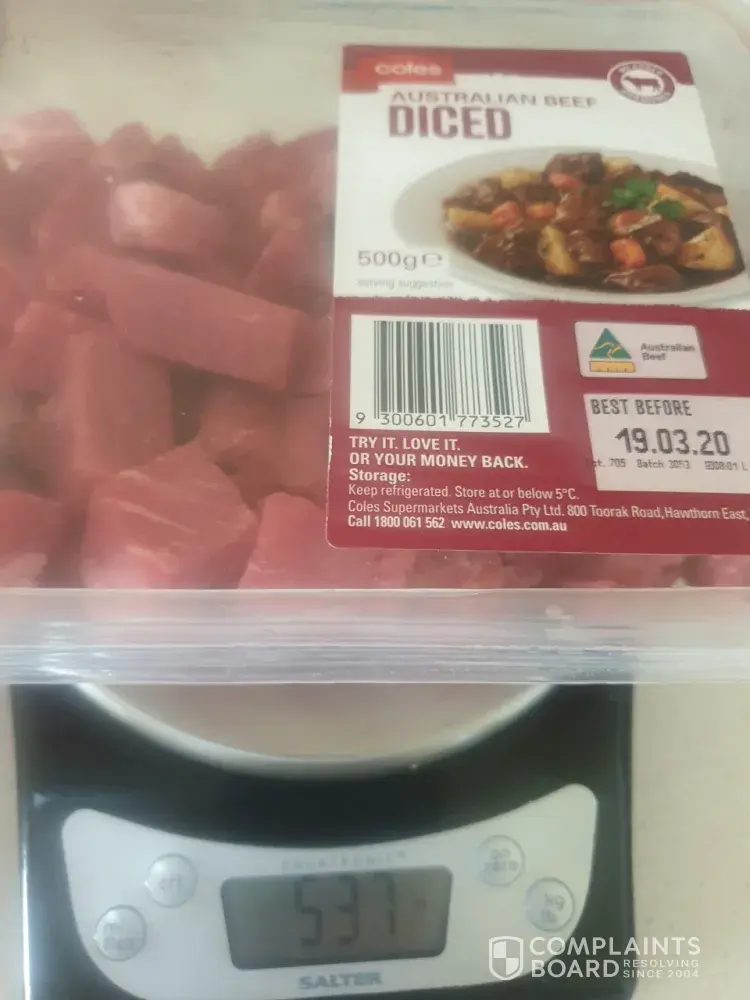 coles
AUSTRALIAN BEEF
DICED
500g e
serving suggestion
Australian
Beef
9 300601 773527
BEST BEFORE
19.03.20
TRY IT. LOVE IT.
OR YOUR MONEY BACK.
Storage:
Keep refrigerated. Store at or below 5°C.
Coles Supermarkets Australia Pty Ltd. 800 Toorak Road, Hawthorn East,
Call 1800 061 562 www.coles.com.au
AQUATRONIC™
537
kg
lb
SALTER
COMPLAINTS
BOARD RESOLVING
SINCE 2004